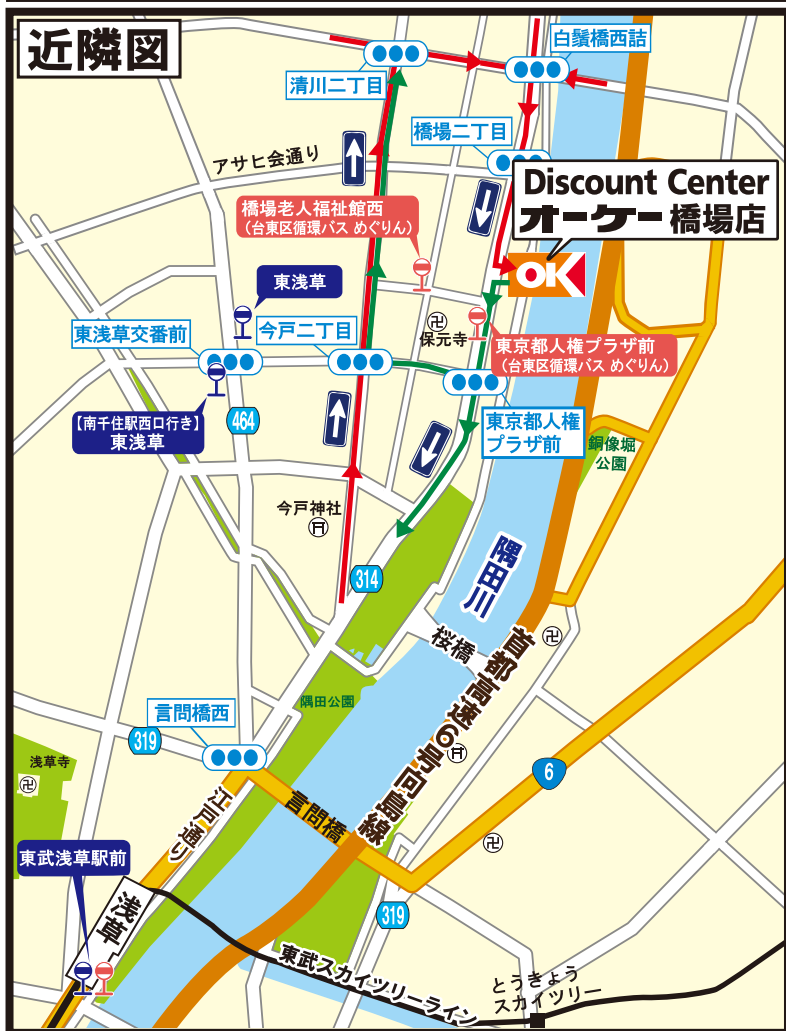 近隣図
白鬚橋西詰
清川二丁目
橋場二丁目
アサヒ会通り
Discount Center
オーケー橋場店
橋場老人福祉館西
(台東区循環バス めぐりん)
OK
東浅草
保元寺
東浅草交番前
今戸二丁目
東京都人権プラザ前
(台東区循環バス めぐりん)
【南千住駅西口行き】
東浅草
464
東京都人権
プラザ前
銅像堀
公園
今戸神社
隅田川
314
桜橋
首都高速6号向島線
隅田公園
言問橋西
319
浅草寺
6
江戸通り
言問橋
東武浅草駅前
浅草
319
東武スカイツリーライン
とうきょう
スカイツリー